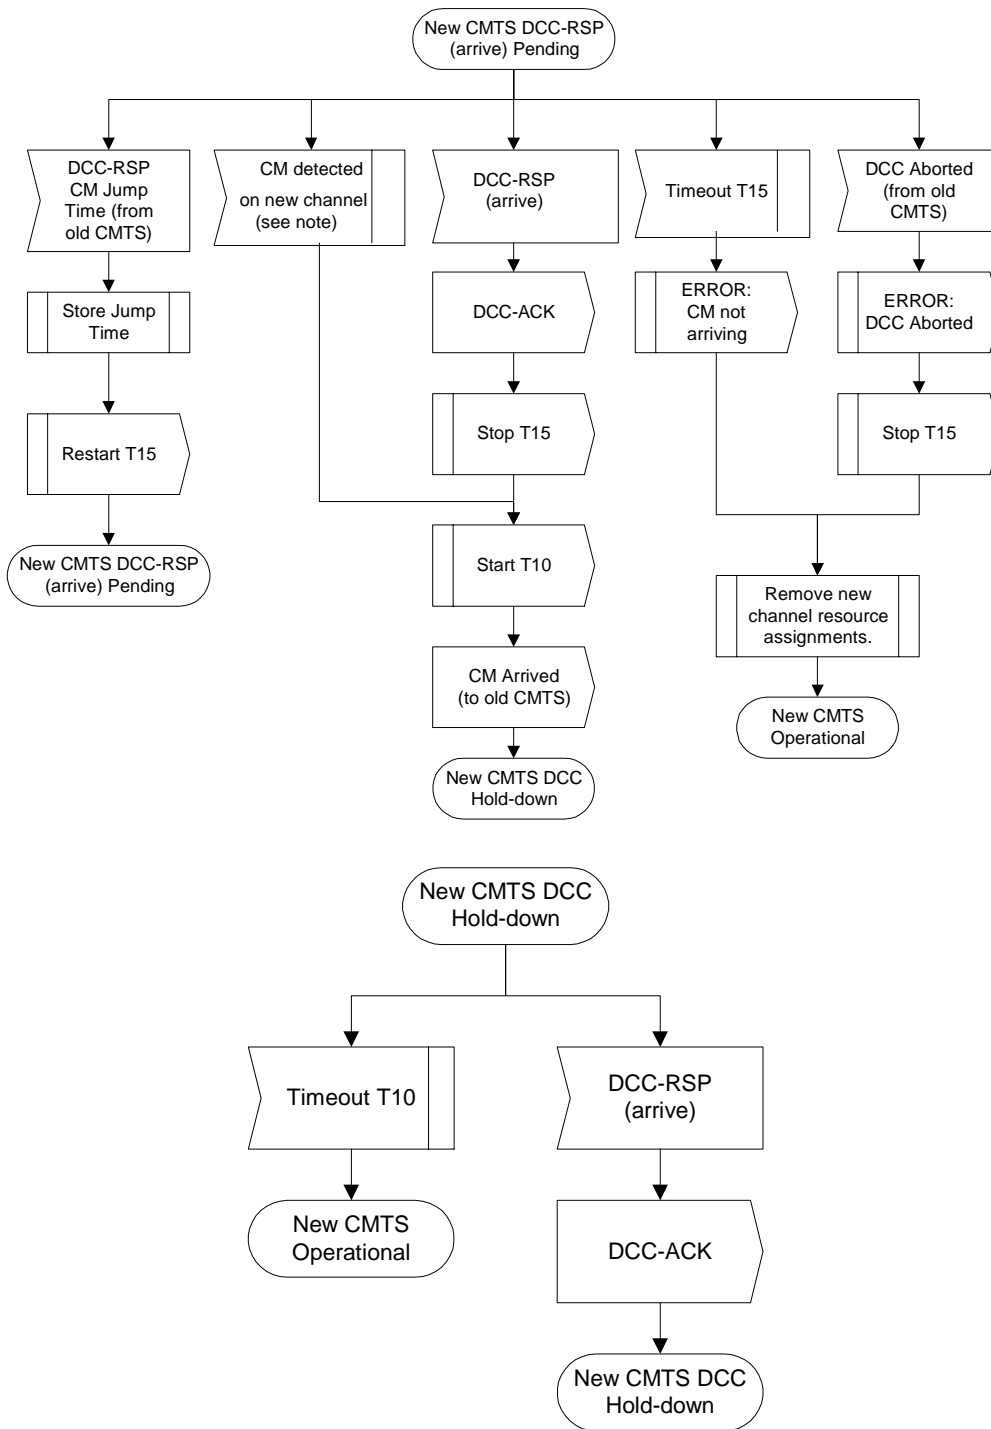 New CMTS DCC-RSP
(arrive) Pending
DCC-RSP
CM Jump
Time (from
old CMTS)
CM detected
on new channel
(see note)
DCC-RSP
(arrive)
Timeout T15
DCC Aborted
(from old
CMTS)
Store Jump
Time
DCC-ACK
ERROR:
CM not
arriving
ERROR:
DCC Aborted
Restart T15
Stop T15
Stop T15
New CMTS DCC-RSP
(arrive) Pending
Start T10
Remove new
channel resource
assignments.
CM Arrived
(to old CMTS)
New CMTS
Operational
New CMTS DCC
Hold-down
New CMTS DCC
Hold-down
Timeout T10
DCC-RSP
(arrive)
New CMTS
Operational
DCC-ACK
New CMTS DCC
Hold-down